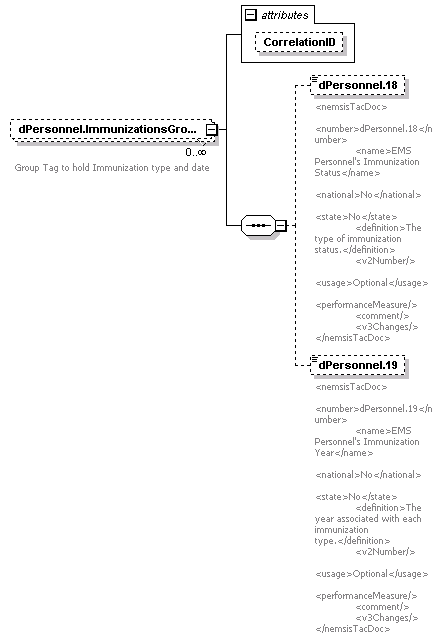 attributes
CorrelationID
dPersonnel.ImmunizationsGro...
0..∞
Group Tag to hold Immunization type and date
dPersonnel.18
<nemsisTacDoc>
<number>dPersonnel.18</n
umber>
<name>EMS
Personnel's Immunization
Status</name>
<national>No</national>
<state>No</state>
<definition>The
type of immunization
status.</definition>
<v2Number/>
<usage>Optional</usage>
<performanceMeasure/>
<comment/>
<v3Changes/>
</nemsisTacDoc>
dPersonnel.19
<nemsisTacDoc>
<number>dPersonnel.19</n
umber>
<name>EMS
Personnel's Immunization
Year</name>
<national>No</national>
<state>No</state>
<definition>The
year associated with each
immunization
type.</definition>
<v2Number/>
<usage>Optional</usage>
<performanceMeasure/>
<comment/>
<v3Changes/>
</nemsisTacDoc>